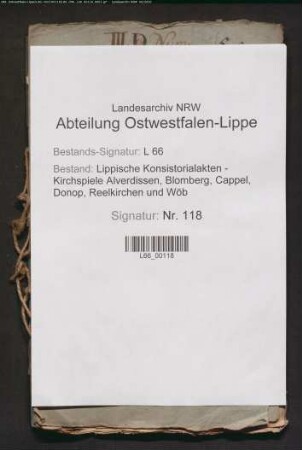 Landesarchiv NRW
Abteilung Ostwestfalen-Lippe
Bestands-Signatur: L 66
Bestand: Lippische Konsistorialakten -
Kirchspiele Alverdissen, Blomberg, Cappel,
Donop, Reelkirchen und Wöb
Signatur: Nr. 118
L66_00118